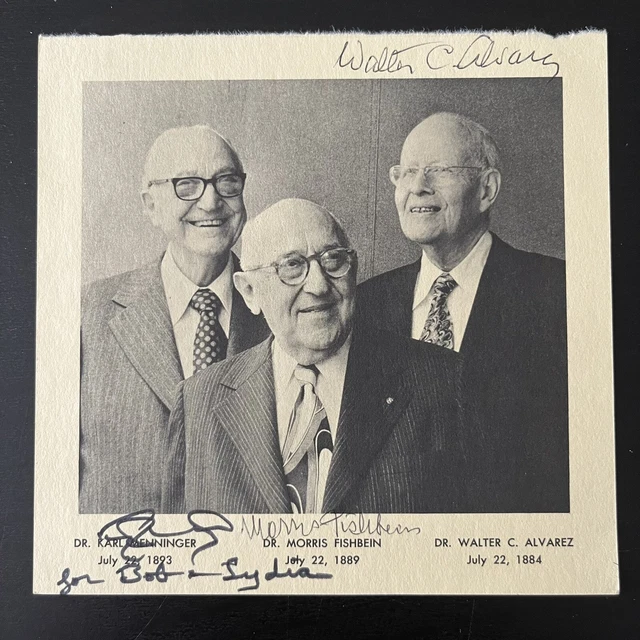 Walter C. Alvarez
Morris Fishbein
DR. KARL MENNINGER DR. MORRIS FISHBEIN DR. WALTER C. ALVAREZ
July 22, 1893 July 22, 1889 July 22, 1884
for Bob & Lydia